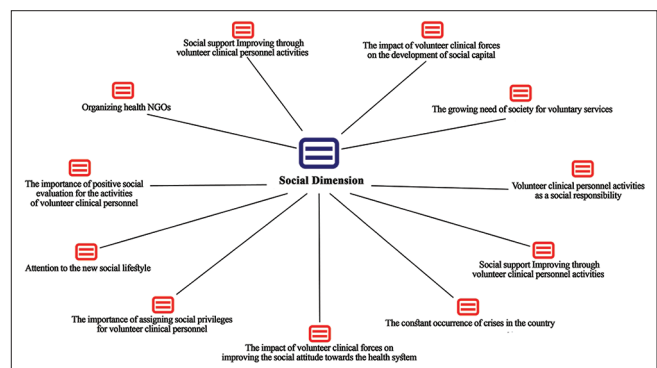 Social support Improving through
volunteer clinical personnel activities
The impact of volunteer clinical forces
on the development of social capital
Organizing health NGOs
The growing need of society for voluntary services
Social Dimension
The importance of positive social
evaluation for the activities
of volunteer clinical personnel
Volunteer clinical personnel activities
as a social responsibility
Attention to the new social lifestyle
Social support Improving through
volunteer clinical personnel activities
The importance of assigning social privileges
for volunteer clinical personnel
The constant occurrence of crises in the country
The impact of volunteer clinical forces on
improving the social attitude towards the health system